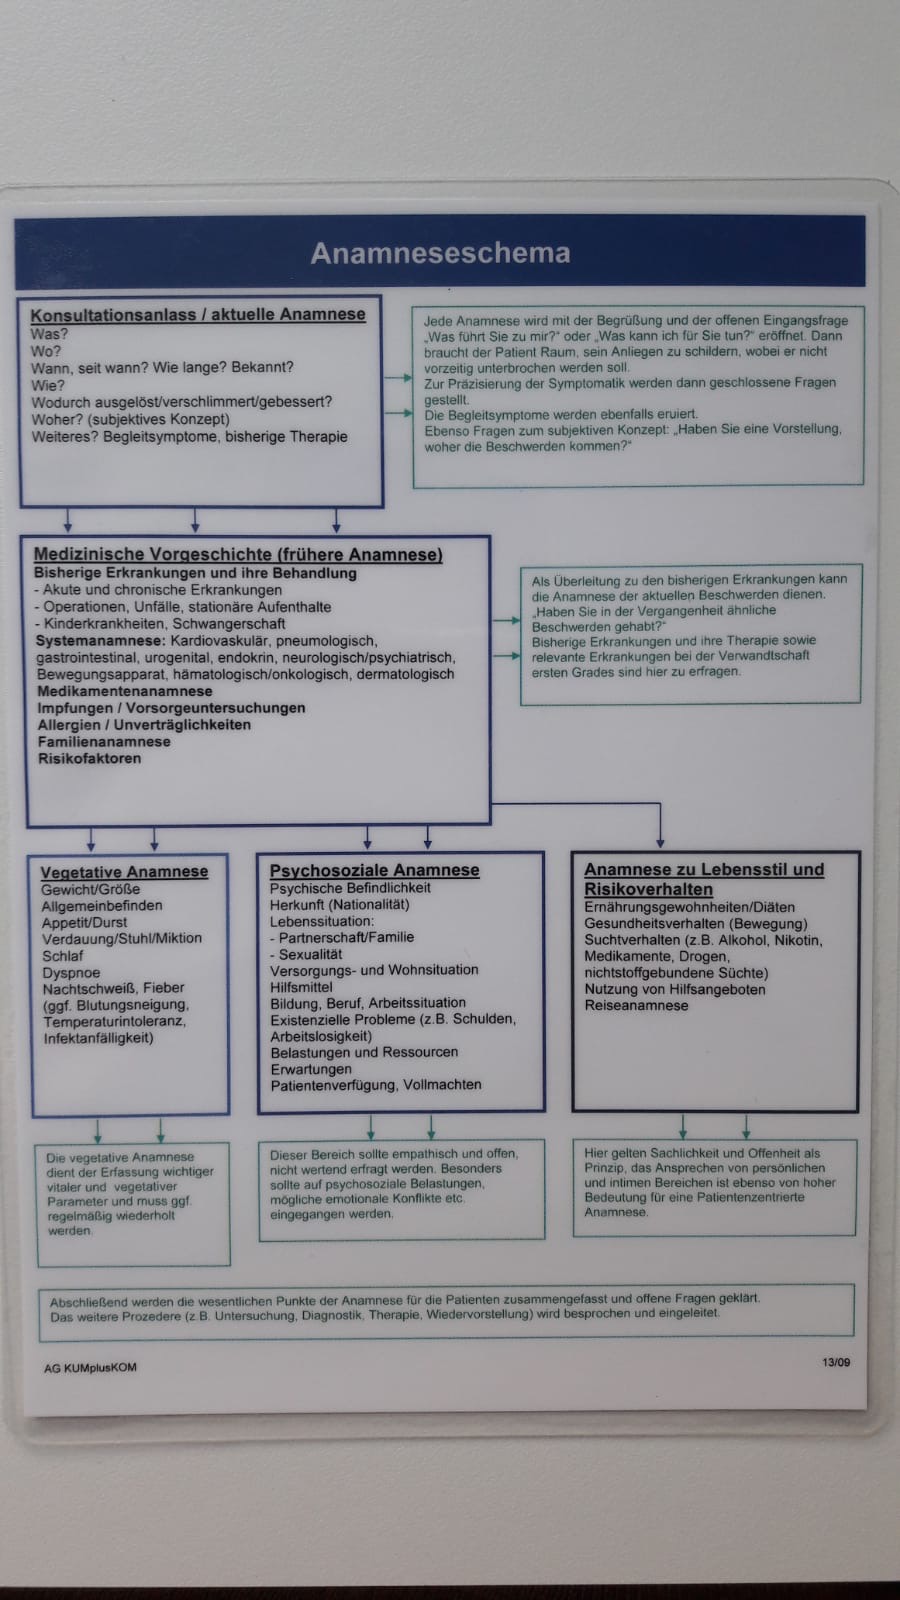 Anamneseschema
Konsultationsanlass / aktuelle Anamnese
Was?
Wo?
Wann, seit wann? Wie lange? Bekannt?
Wie?
Wodurch ausgelöst/verschlimmert/gebessert?
Woher? (subjektives Konzept)
Weiteres? Begleitsymptome, bisherige Therapie
Jede Anamnese wird mit der Begrüßung und der offenen Eingangsfrage
„Was führt Sie zu mir?“ oder „Was kann ich für Sie tun?“ eröffnet. Dann
braucht der Patient Raum, sein Anliegen zu schildern, wobei er nicht
vorzeitig unterbrochen werden soll.
Zur Präzisierung der Symptomatik werden dann geschlossene Fragen
gestellt.
Die Begleitsymptome werden ebenfalls eruiert.
Ebenso Fragen zum subjektiven Konzept: „Haben Sie eine Vorstellung,
woher die Beschwerden kommen?“
Medizinische Vorgeschichte (frühere Anamnese)
Bisherige Erkrankungen und ihre Behandlung
- Akute und chronische Erkrankungen
- Operationen, Unfälle, stationäre Aufenthalte
- Kinderkrankheiten, Schwangerschaft
Systemanamnese: Kardiovaskulär, pneumologisch,
gastrointestinal, urogenital, endokrin, neurologisch/psychiatrisch,
Bewegungsapparat, hämatologisch/onkologisch, dermatologisch
Medikamentenanamnese
Impfungen / Vorsorgeuntersuchungen
Allergien / Unverträglichkeiten
Familienanamnese
Risikofaktoren
Als Überleitung zu den bisherigen Erkrankungen kann
die Anamnese der aktuellen Beschwerden dienen.
„Haben Sie in der Vergangenheit ähnliche
Beschwerden gehabt?“
Bisherige Erkrankungen und ihre Therapie sowie
relevante Erkrankungen bei der Verwandtschaft
ersten Grades sind hier zu erfragen.
Vegetative Anamnese
Gewicht/Größe
Allgemeinbefinden
Appetit/Durst
Verdauung/Stuhl/Miktion
Schlaf
Dyspnoe
Nachtschweiß, Fieber
(ggf. Blutungsneigung,
Temperaturintoleranz,
Infektanfälligkeit)
Psychosoziale Anamnese
Psychische Befindlichkeit
Herkunft (Nationalität)
Lebenssituation:
- Partnerschaft/Familie
- Sexualität
Versorgungs- und Wohnsituation
Hilfsmittel
Bildung, Beruf, Arbeitssituation
Existenzielle Probleme (z.B. Schulden,
Arbeitslosigkeit)
Belastungen und Ressourcen
Erwartungen
Patientenverfügung, Vollmachten
Anamnese zu Lebensstil und
Risikoverhalten
Ernährungsgewohnheiten/Diäten
Gesundheitsverhalten (Bewegung)
Suchtverhalten (z.B. Alkohol, Nikotin,
Medikamente, Drogen,
nichtstoffgebundene Süchte)
Nutzung von Hilfsangeboten
Reiseanamnese
Die vegetative Anamnese
dient der Erfassung wichtiger
vitaler und vegetativer
Parameter und muss ggf.
regelmäßig wiederholt
werden.
Dieser Bereich sollte empathisch und offen,
nicht wertend erfragt werden. Besonders
sollte auf psychosoziale Belastungen,
mögliche emotionale Konflikte etc.
eingegangen werden.
Hier gelten Sachlichkeit und Offenheit als
Prinzip, das Ansprechen von persönlichen
und intimen Bereichen ist ebenso von hoher
Bedeutung für eine Patientenzentrierte
Anamnese.
Abschließend werden die wesentlichen Punkte der Anamnese für die Patienten zusammengefasst und offene Fragen geklärt.
Das weitere Prozedere (z.B. Untersuchung, Diagnostik, Therapie, Wiedervorstellung) wird besprochen und eingeleitet.
AG KUMplusKOM
13/09